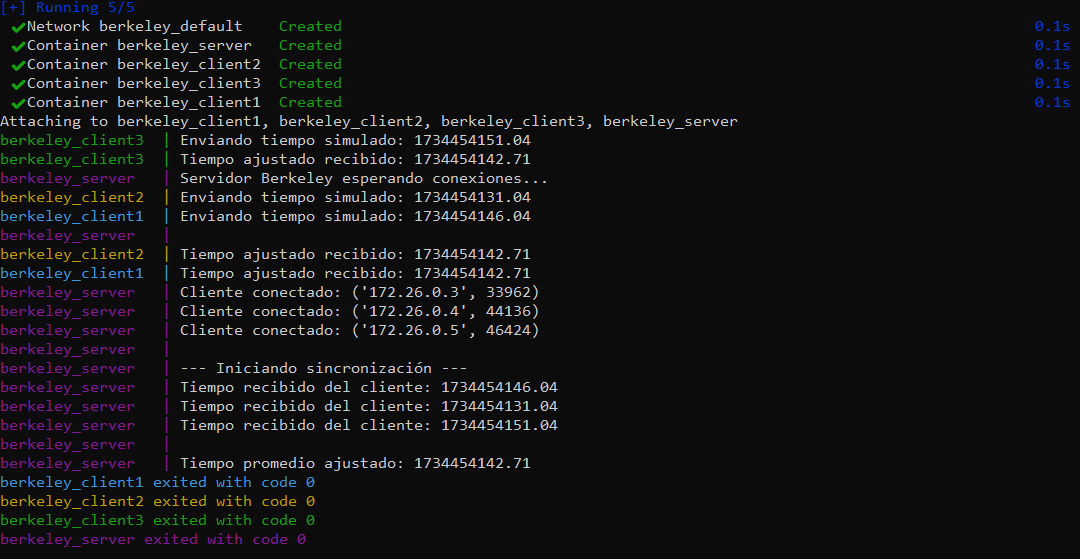 [+] Running 5/5
✔Network berkeley_default    Created    0.1s
✔Container berkeley_server   Created    0.1s
✔Container berkeley_client2  Created    0.1s
✔Container berkeley_client3  Created    0.1s
✔Container berkeley_client1  Created    0.1s
Attaching to berkeley_client1, berkeley_client2, berkeley_client3, berkeley_server
berkeley_client3  | Enviando tiempo simulado: 1734454151.04
berkeley_client3  | Tiempo ajustado recibido: 1734454142.71
berkeley_server   | Servidor Berkeley esperando conexiones...
berkeley_client2  | Enviando tiempo simulado: 1734454131.04
berkeley_client1  | Enviando tiempo simulado: 1734454146.04
berkeley_server   |
berkeley_client2  | Tiempo ajustado recibido: 1734454142.71
berkeley_client1  | Tiempo ajustado recibido: 1734454142.71
berkeley_server   | Cliente conectado: ('172.26.0.3', 33962)
berkeley_server   | Cliente conectado: ('172.26.0.4', 44136)
berkeley_server   | Cliente conectado: ('172.26.0.5', 46424)
berkeley_server   |
berkeley_server   | --- Iniciando sincronización ---
berkeley_server   | Tiempo recibido del cliente: 1734454146.04
berkeley_server   | Tiempo recibido del cliente: 1734454131.04
berkeley_server   | Tiempo recibido del cliente: 1734454151.04
berkeley_server   |
berkeley_server   | Tiempo promedio ajustado: 1734454142.71
berkeley_client1 exited with code 0
berkeley_client2 exited with code 0
berkeley_client3 exited with code 0
berkeley_server exited with code 0